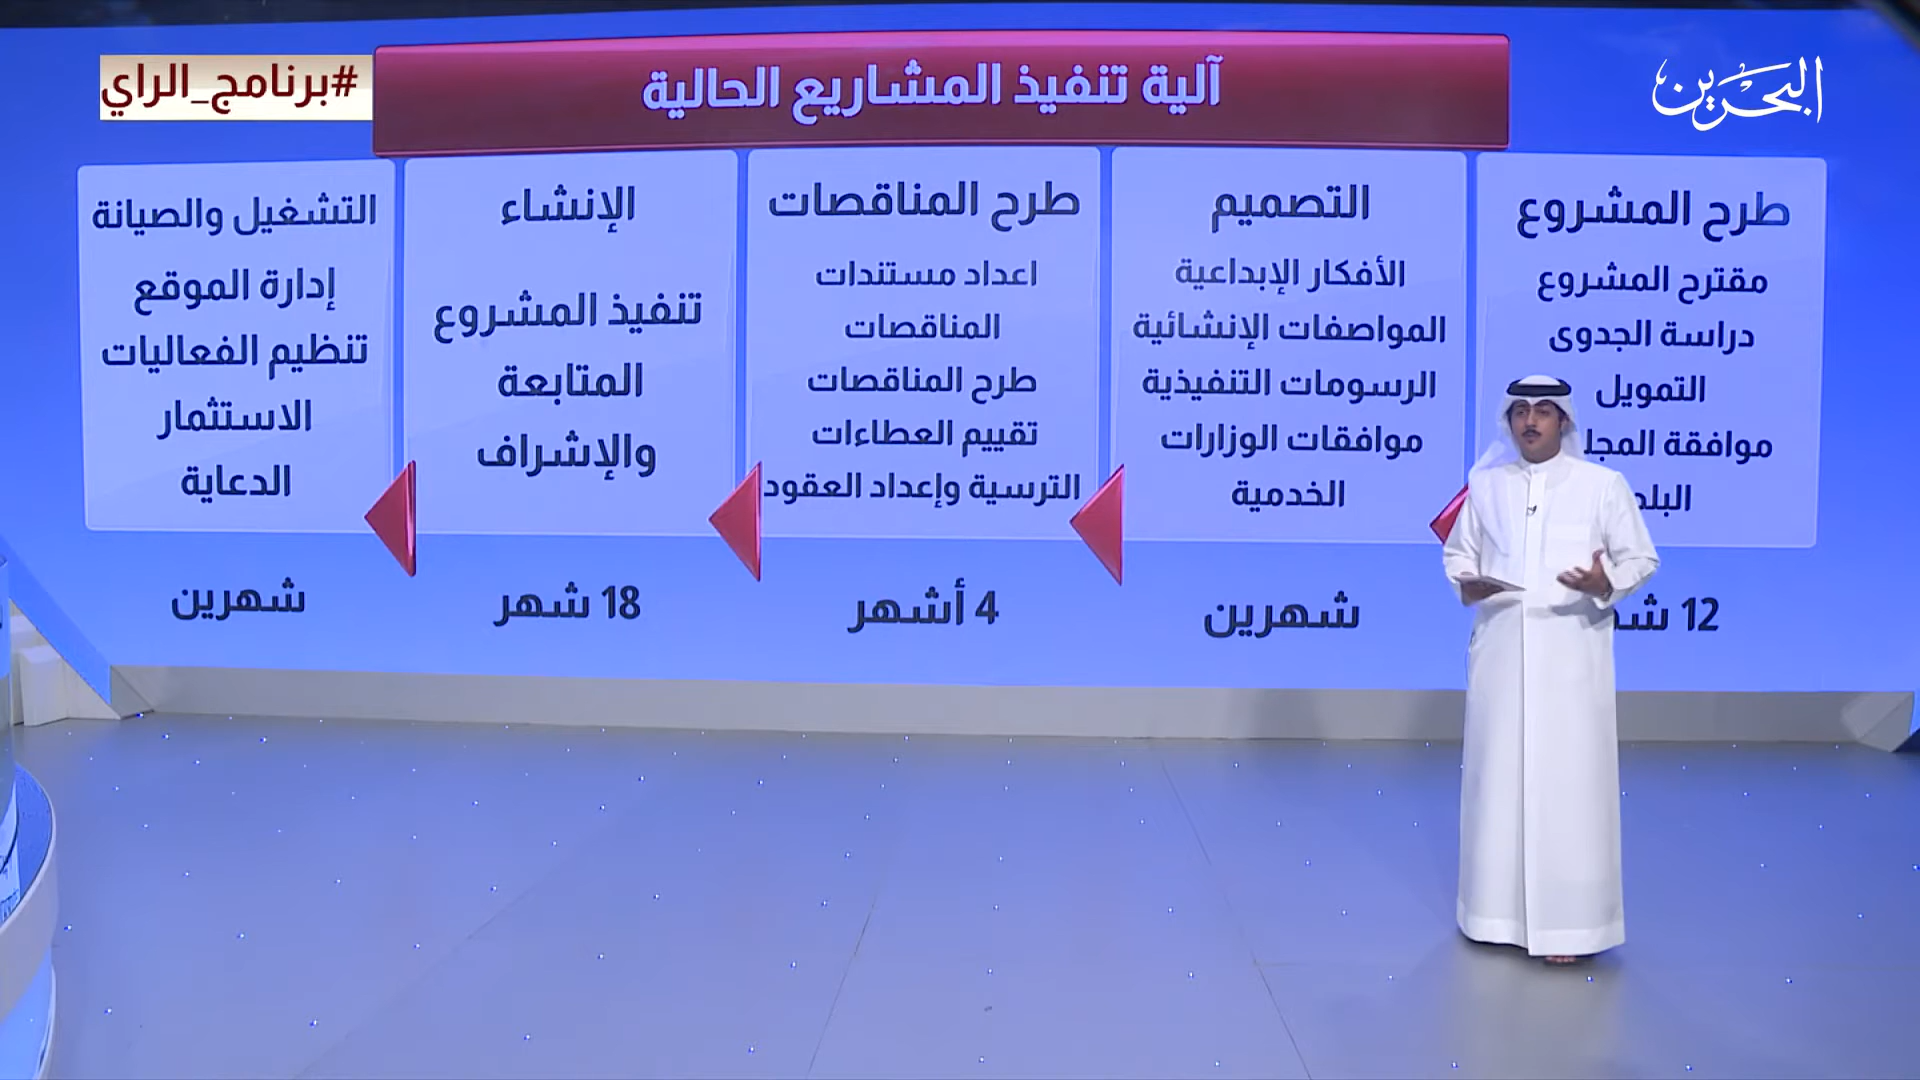 #برنامج_الراي
آلية تنفيذ المشاريع الحالية
البحرين
طرح المشروع
مقترح المشروع
دراسة الجدوى
التمويل
موافقة
12
التصميم
الأفكار الإبداعية
المواصفات الإنشائية
الرسومات التنفيذية
موافقات الوزارات
الخدمية
شهرين
طرح المناقصات
اعداد مستندات
المناقصات
طرح المناقصات
تقييم العطاءات
الترسية وإعداد العقود
4 أشهر
الإنشاء
تنفيذ المشروع
المتابعة
والإشراف
18 شهر
التشغيل والصيانة
إدارة الموقع
تنظيم الفعاليات
الاستثمار
الدعاية
شهرين